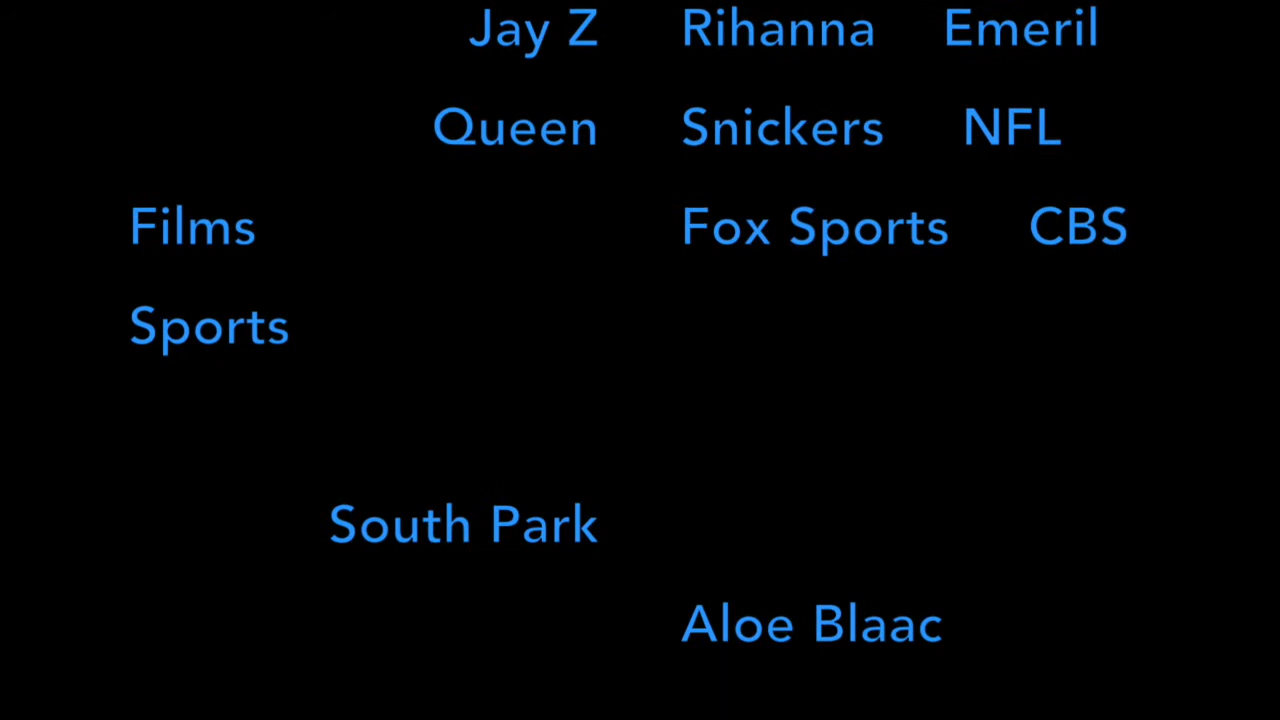 Jay Z Rihanna Emeril
Queen Snickers NFL
Films Fox Sports CBS
Sports
South Park
Aloe Blaac